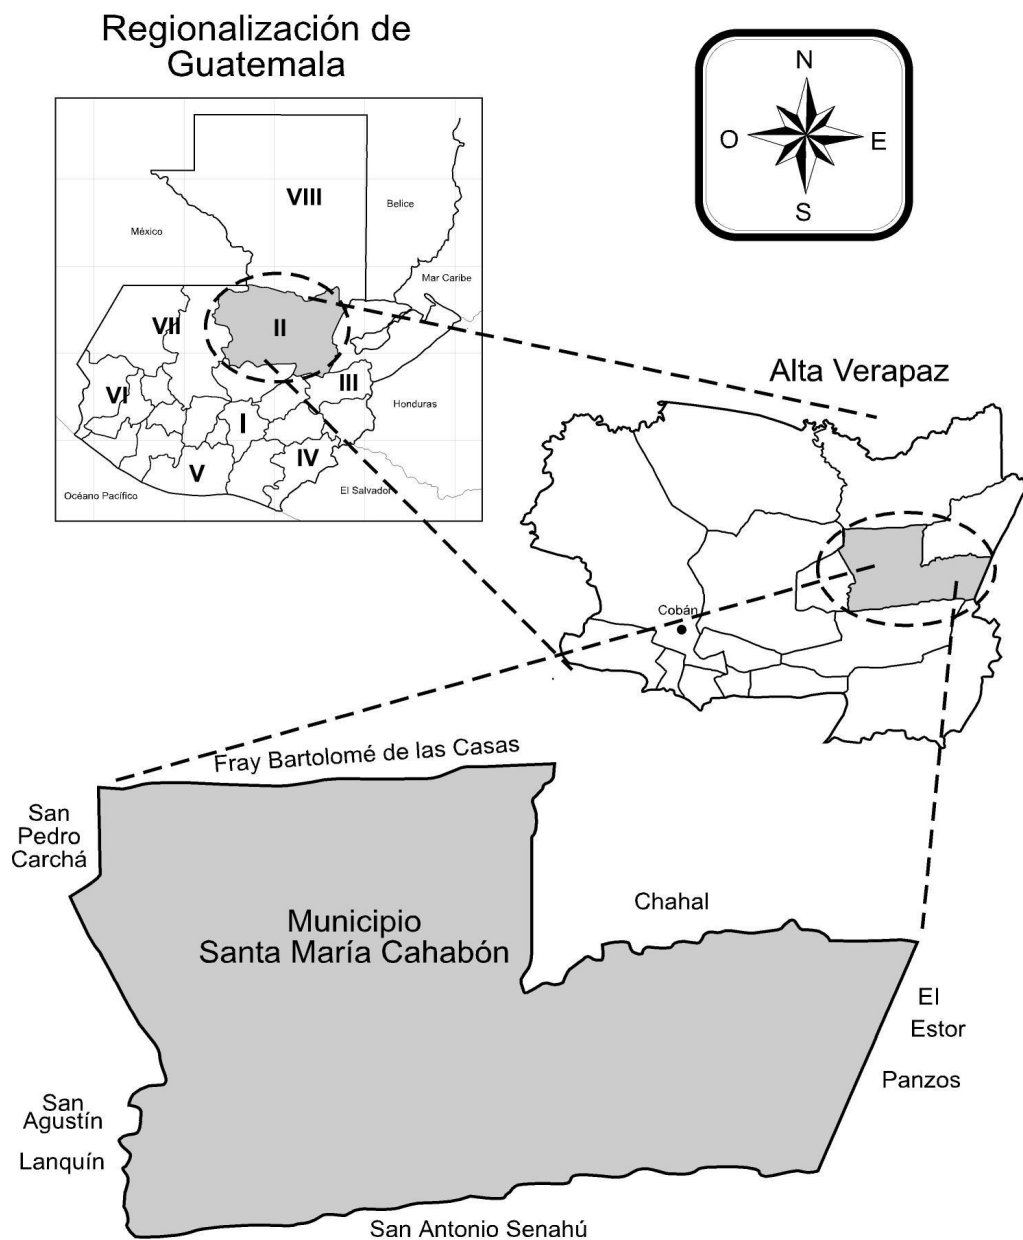 Regionalización de
Guatemala
N
O
E
S
VIII
Belice
México
Mar Caribe
VII
II
VI
III
I
Honduras
V
IV
Océano Pacífico
El Salvador
Alta Verapaz
Cobán
Fray Bartolomé de las Casas
San
Pedro
Carchá
Chahal
Municipio
Santa María Cahabón
El
Estor
Panzos
San
Agustín
Lanquín
San Antonio Senahú